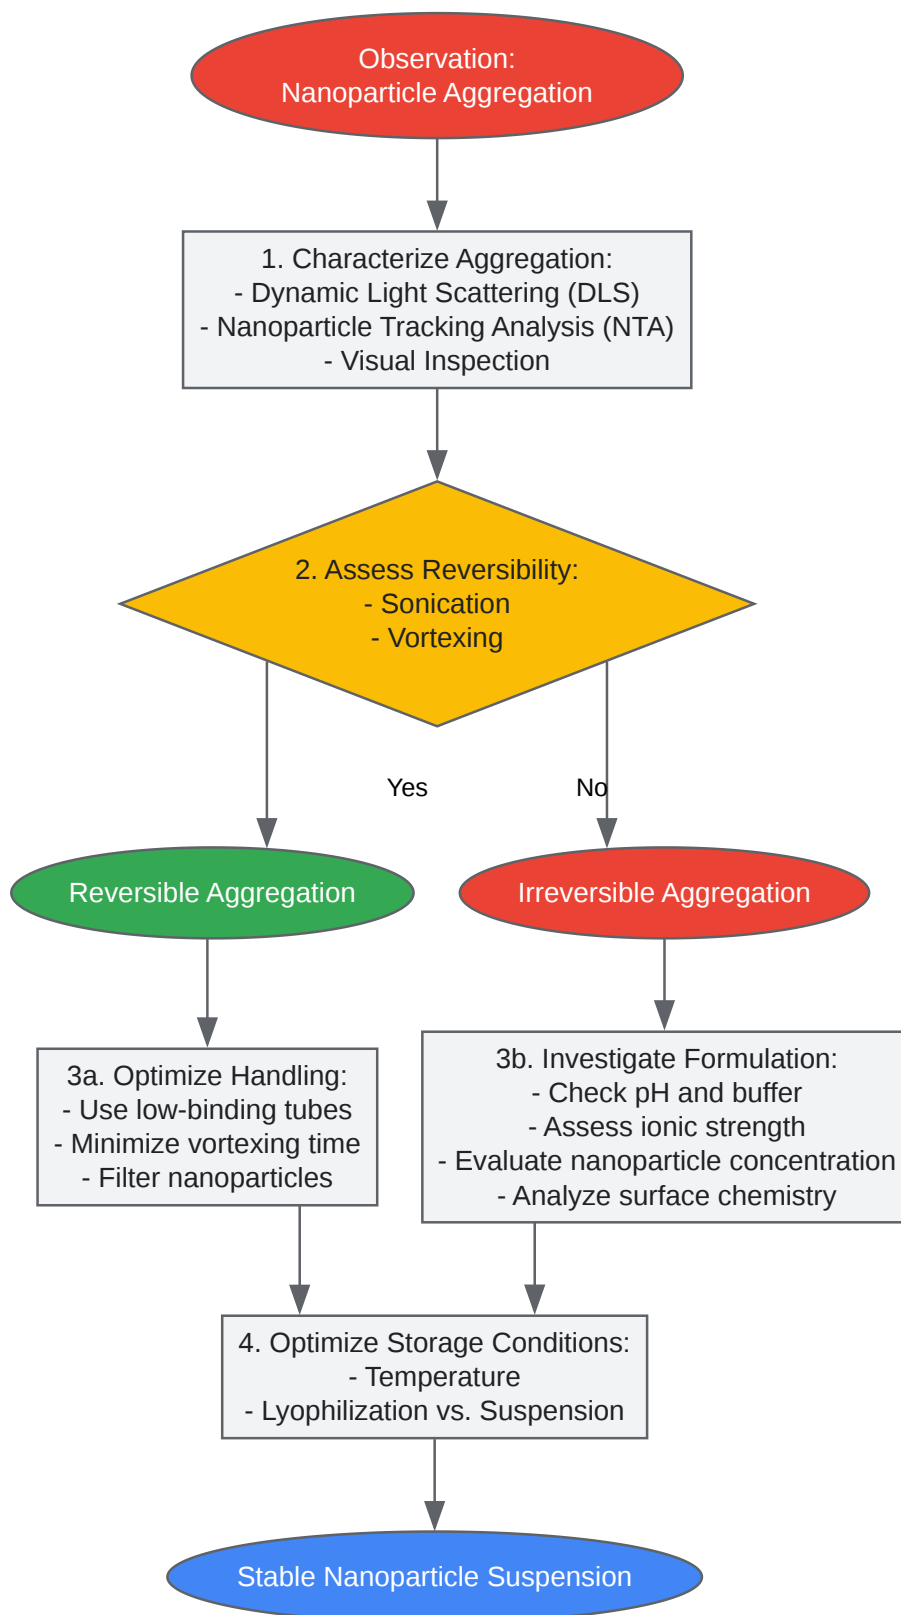 Observation:
Nanoparticle Aggregation
1. Characterize Aggregation:
- Dynamic Light Scattering (DLS)
- Nanoparticle Tracking Analysis (NTA)
- Visual Inspection
2. Assess Reversibility:
- Sonication
- Vortexing
Yes
No
Reversible Aggregation
Irreversible Aggregation
3a. Optimize Handling:
- Use low-binding tubes
- Minimize vortexing time
- Filter nanoparticles
3b. Investigate Formulation:
- Check pH and buffer
- Assess ionic strength
- Evaluate nanoparticle concentration
- Analyze surface chemistry
4. Optimize Storage Conditions:
- Temperature
- Lyophilization vs. Suspension
Stable Nanoparticle Suspension